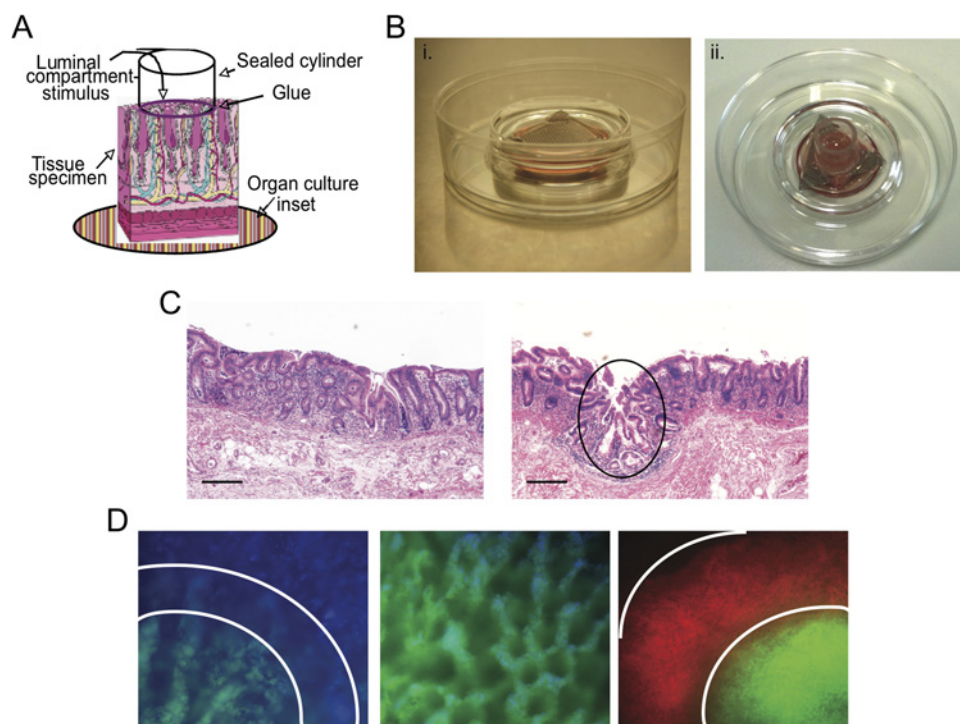 A
Luminal
compartment
stimulus
Sealed cylinder
Glue
Tissue
specimen
Organ culture
inset
B
i.
ii.
C
D